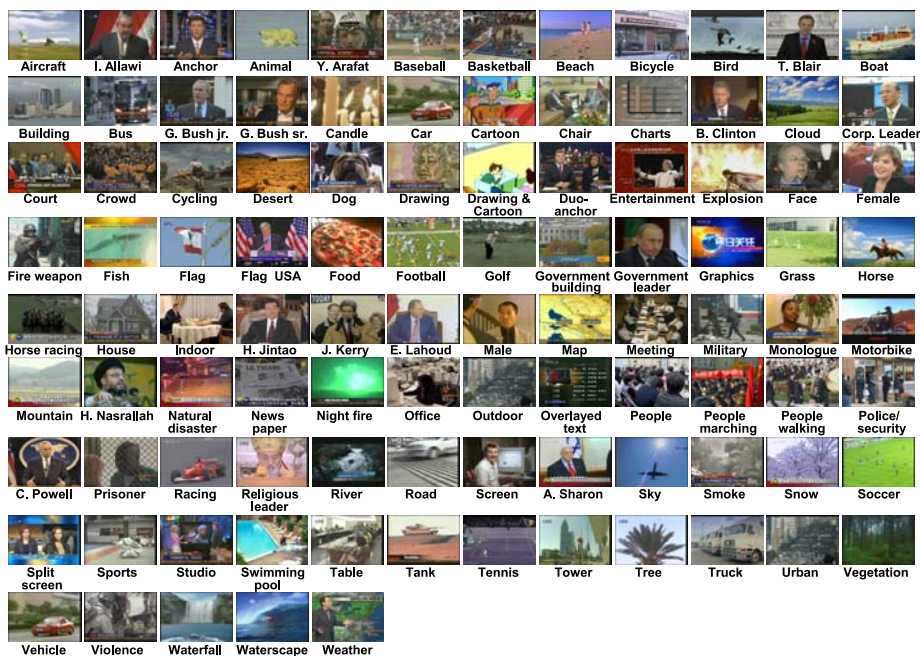 Aircraft I. Allawi Anchor Animal Y. Arafat Baseball Basketball Beach Bicycle Bird T. Blair Boat
Building Bus G. Bush jr. G. Bush sr. Candle Car Cartoon Chair Charts B. Clinton Cloud Corp. Leader
Court Crowd Cycling Desert Dog Drawing Drawing & Duo- Entertainment Explosion Face Female
Cartoon anchor
Fire weapon Fish Flag Flag USA Food Football Golf Government Government Graphics Grass Horse
building leader
Horse racing House Indoor H. Jintao J. Kerry E. Lahoud Male Map Meeting Military Monologue Motorbike
Mountain H. Nasrallah Natural News Night fire Office Outdoor Overlayed People People People Police/
disaster paper text marching walking security
C. Powell Prisoner Racing Religious River Road Screen A. Sharon Sky Smoke Snow Soccer
leader
Split Sports Studio Swimming Table Tank Tennis Tower Tree Truck Urban Vegetation
screen pool
Vehicle Violence Waterfall Waterscape Weather